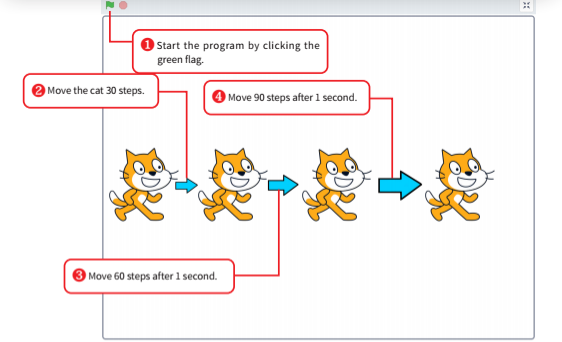 1 Start the program by clicking the
green flag.
2 Move the cat 30 steps.
4 Move 90 steps after 1 second.
3 Move 60 steps after 1 second.